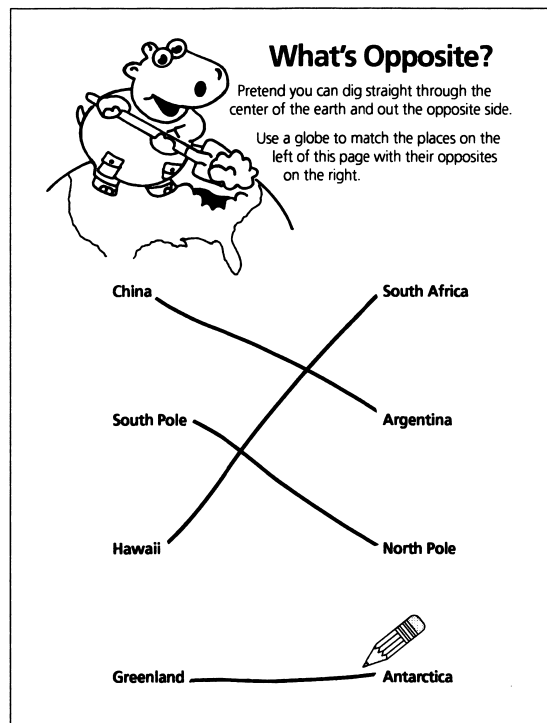 What's Opposite?
Pretend you can dig straight through the
center of the earth and out the opposite side.
Use a globe to match the places on the
left of this page with their opposites
on the right.
China
South Africa
South Pole
Argentina
Hawaii
North Pole
Greenland
Antarctica